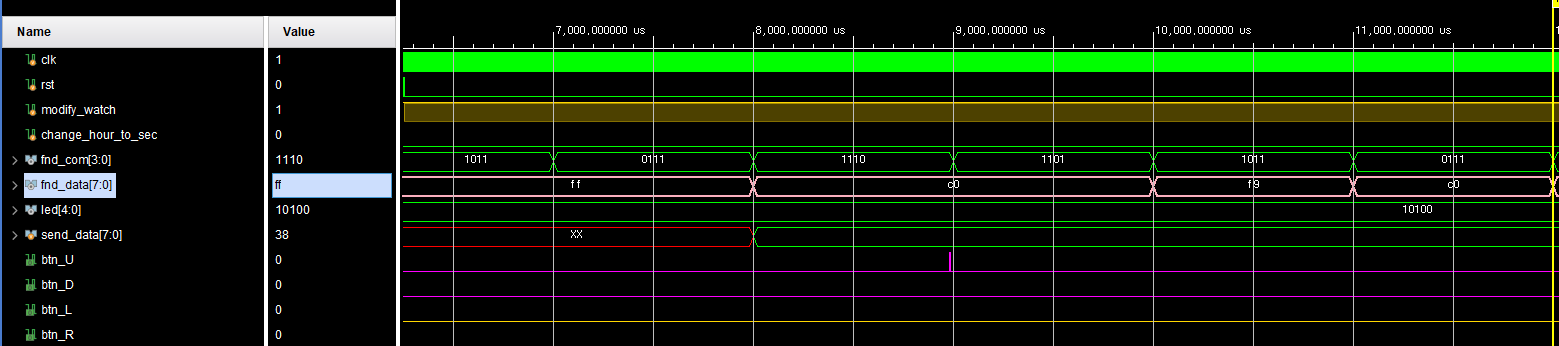 Name Value
7,000.000000 us 8,000.000000 us 9,000.000000 us 10,000.000000 us 11,000.000000 us
clk 1
rst 0
modify_watch 1
change_hour_to_sec 0
fnd_com[3:0] 1110 1011 0111 1110 1101 1011 0111
fnd_data[7:0] ff ff c0 f9 c0
led[4:0] 10100 10100
send_data[7:0] 38 XX
btn_U 0
btn_D 0
btn_L 0
btn_R 0